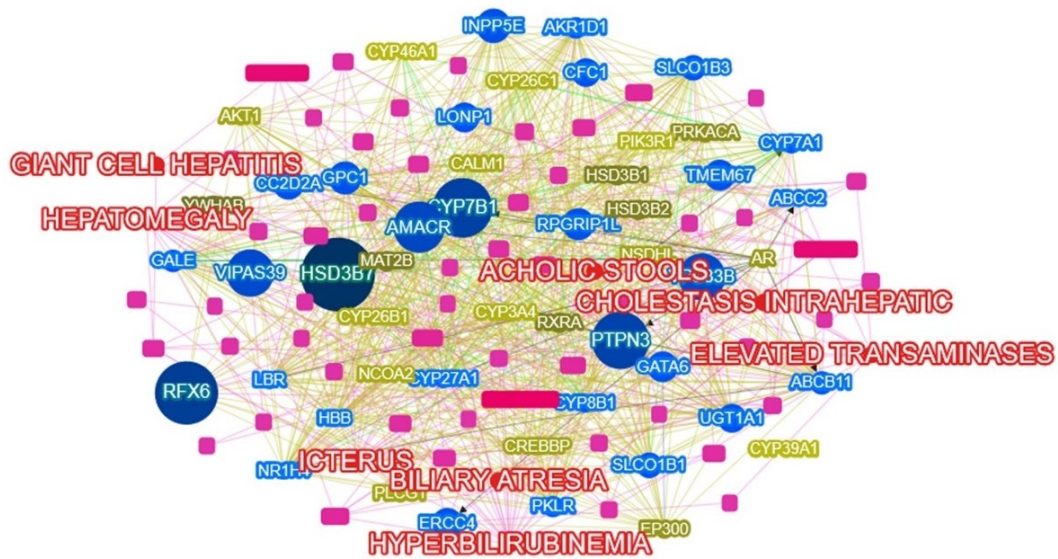 INPP5E
AKR1D1
CYP46A1
CFC1
SLCO1B3
CYP26C1
AKT1
LONP1
PIK3R1
PRKACA
CYP7A1
GIANT CELL HEPATITIS
CALM1
HSD3B1
TMEM67
CC2D2A
GPC1
ABCC2
YWHAB
CYP7B1
HSD3B2
HEPATOMEGALY
AMACR
RPGRIP1L
NSDHL
AR
GALE
VIPAS39
HSD3B7
MAT2B
ACHOLIC STOOLS
CHOLESTASIS INTRAHEPATIC
CYP26B1
CYP3A4
RXRA
PTPN3
ELEVATED TRANSAMINASES
LBR
NCOA2
CYP27A1
GATA6
ABCB11
RFX6
HBB
CYP8B1
UGT1A1
CREBBP
CYP39A1
ICTERUS
NR1H4
SLCO1B1
BILIARY ATRESIA
PLCG1
PKLR
ERCC4
EP300
HYPERBILIRUBINEMIA